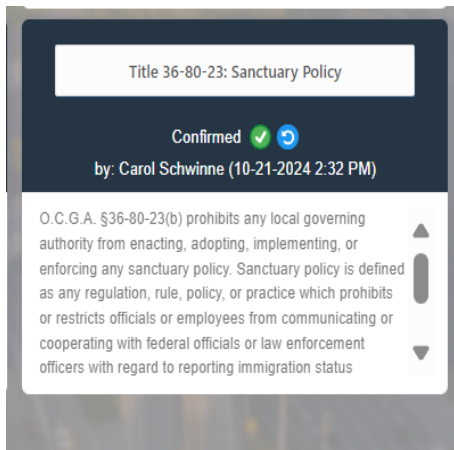 Title 36-80-23: Sanctuary Policy
Confirmed
by: Carol Schwinne (10-21-2024 2:32 PM)
O.C.G.A. §36-80-23(b) prohibits any local governing
authority from enacting, adopting, implementing, or
enforcing any sanctuary policy. Sanctuary policy is defined
as any regulation, rule, policy, or practice which prohibits
or restricts officials or employees from communicating or
cooperating with federal officials or law enforcement
officers with regard to reporting immigration status